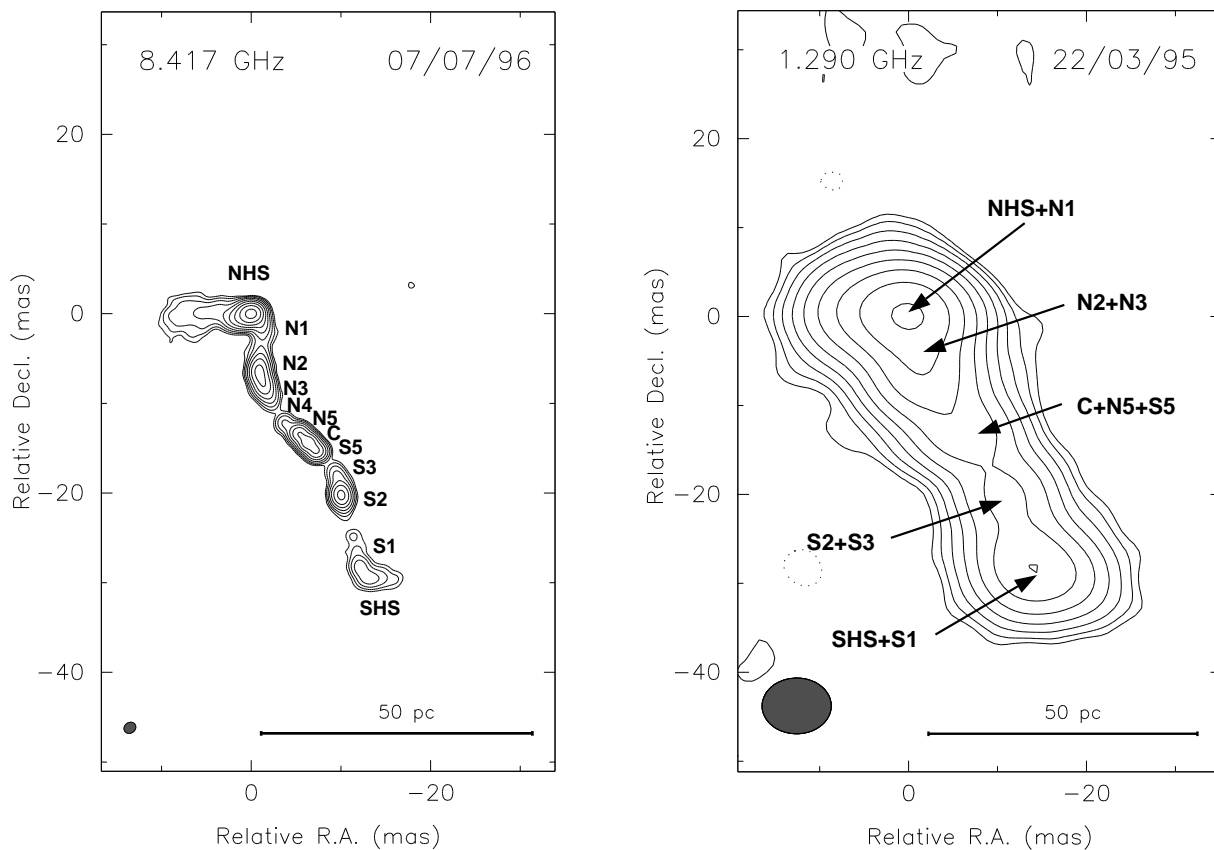 8.417 GHz 07/07/96
20
0
−20
−40
Relative Decl. (mas)
NHS
N1
N2
N3
N4
N5
C
S5
S3
S2
S1
SHS
50 pc
0 −20
Relative R.A. (mas)
1.290 GHz 22/03/95
20
0
−20
−40
Relative Decl. (mas)
NHS+N1
N2+N3
C+N5+S5
S2+S3
SHS+S1
50 pc
0 −20
Relative R.A. (mas)